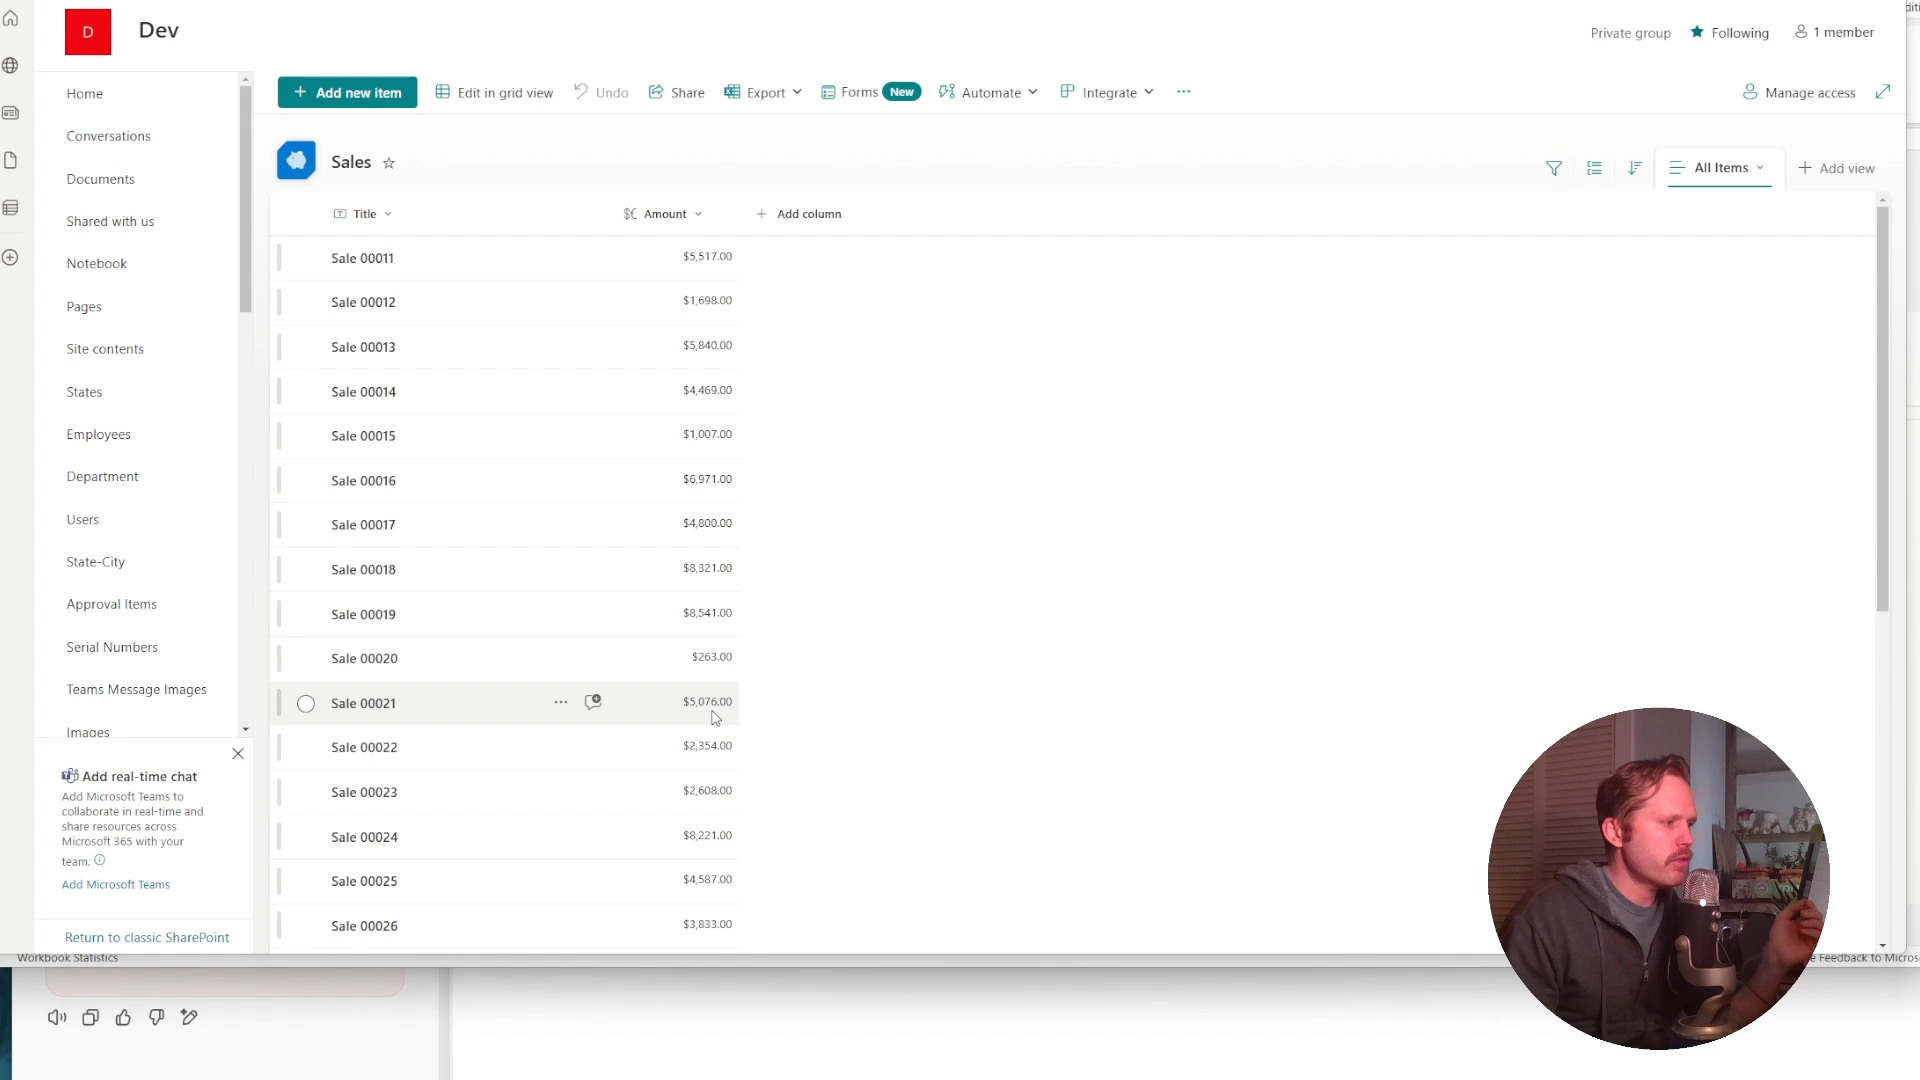 D
Dev
Private group
Following
1 member
Home
Conversations
Documents
Shared with us
Notebook
Pages
Site contents
States
Employees
Department
Users
State-City
Approval Items
Serial Numbers
Teams Message Images
Images
Add real-time chat
Add Microsoft Teams to
collaborate in real-time and
share resources across
Microsoft 365 with your
team.
Add Microsoft Teams
Return to classic SharePoint
+ Add new item
Edit in grid view
Undo
Share
Export
Forms New
Automate
Integrate
...
Manage access
Sales
All Items
+ Add view
Title
$€ Amount
+ Add column
Sale 00011 $5,517.00
Sale 00012 $1,698.00
Sale 00013 $5,840.00
Sale 00014 $4,469.00
Sale 00015 $1,007.00
Sale 00016 $6,971.00
Sale 00017 $4,800.00
Sale 00018 $8,321.00
Sale 00019 $8,541.00
Sale 00020 $263.00
Sale 00021 ... $5,076.00
Sale 00022 $2,354.00
Sale 00023 $2,608.00
Sale 00024 $8,221.00
Sale 00025 $4,587.00
Sale 00026 $3,833.00
Workbook Statistics
Feedback to Micros